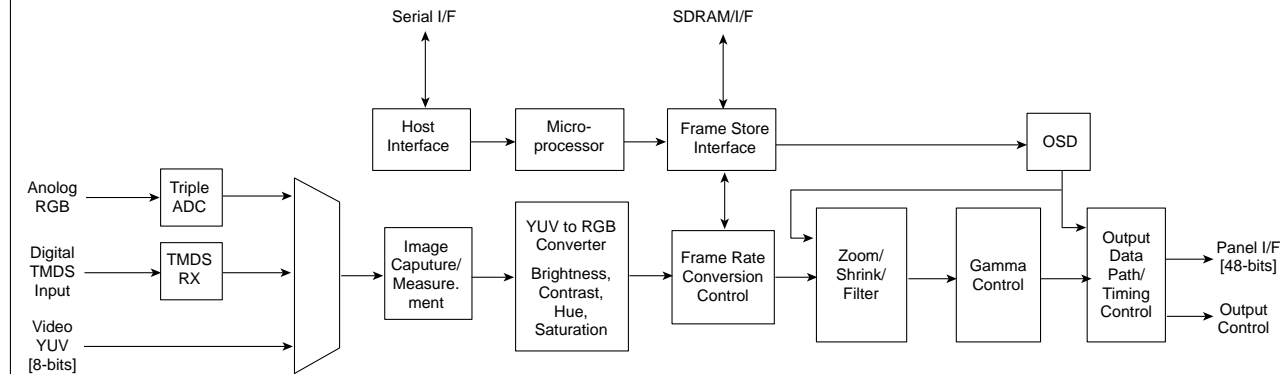 Serial I/F
SDRAM/I/F
Host
Interface
Micro-
processor
Frame Store
Interface
OSD
Anolog
RGB
Triple
ADC
Digital
TMDS
Input
TMDS
RX
Video
YUV
[8-bits]
Image
Caputure/
Measure.
ment
YUV to RGB
Converter
Brightness,
Contrast,
Hue,
Saturation
Frame Rate
Conversion
Control
Zoom/
Shrink/
Filter
Gamma
Control
Output
Data
Path/
Timing
Control
Panel I/F
[48-bits]
Output
Control